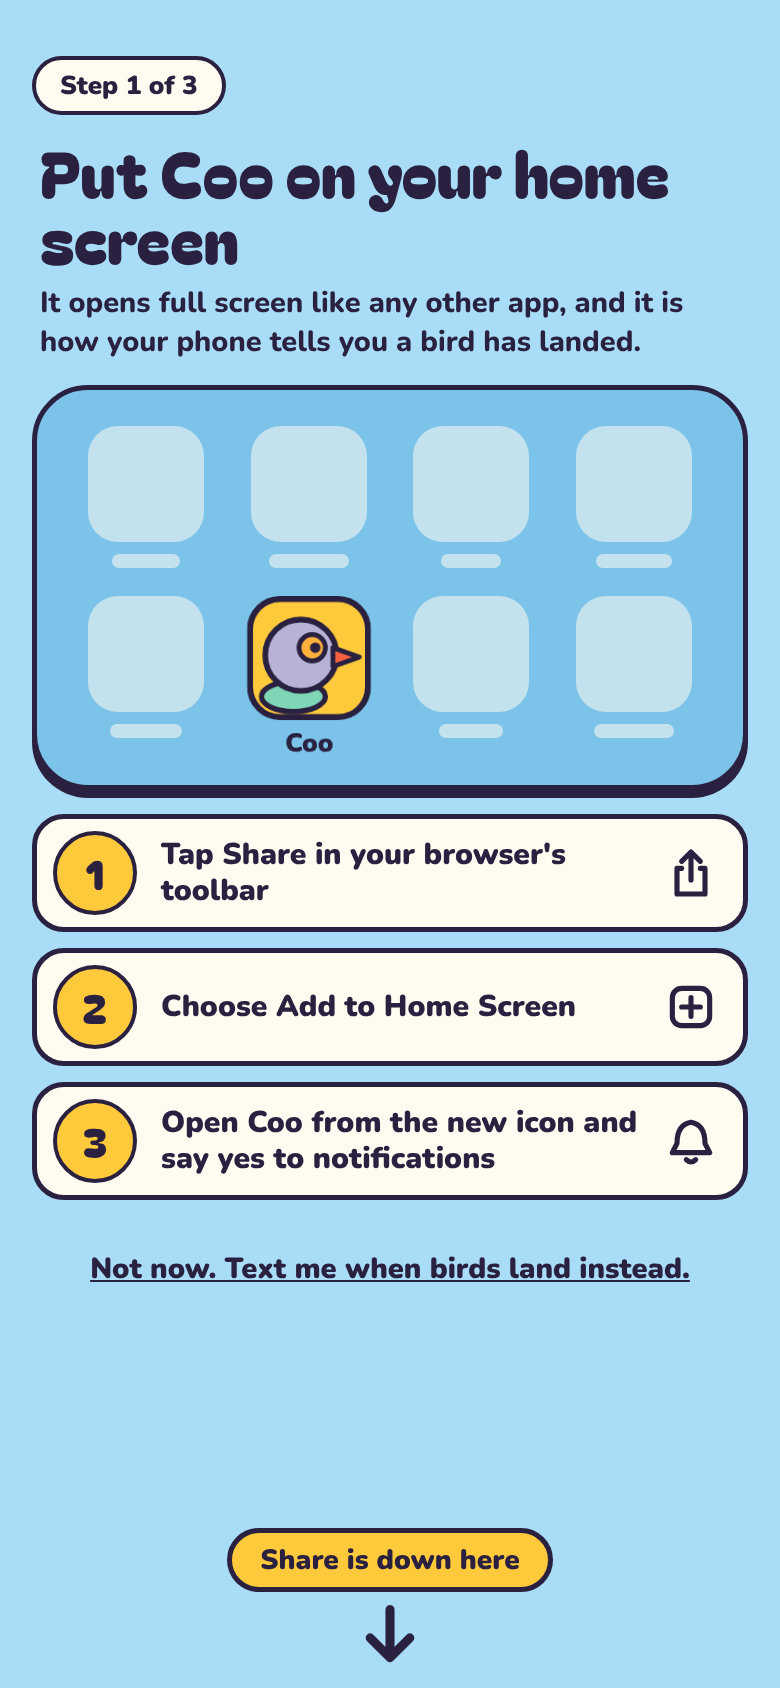 Step 1 of 3
Put Coo on your home
screen
It opens full screen like any other app, and it is
how your phone tells you a bird has landed.
Coo
1
Tap Share in your browser's
toolbar
2
Choose Add to Home Screen
3
Open Coo from the new icon and
say yes to notifications
Not now. Text me when birds land instead.
Share is down here